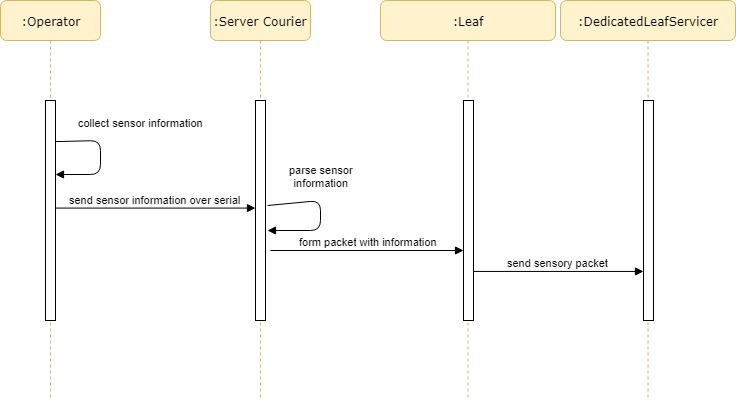 :Operator
:Server Courier
:Leaf
:DedicatedLeafServicer
collect sensor information
parse sensor
information
send sensor information over serial
form packet with information
send sensory packet